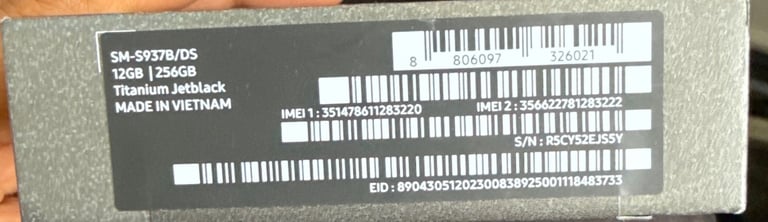 SM-S937B/DS
12GB | 256GB
Titanium Jetblack
MADE IN VIETNAM
8 806097 326021
IMEI 1 : 351478611283220
IMEI 2 : 356622781283222
S/N : R5CY52EJS5Y
EID : 89043051202300838925001118483733